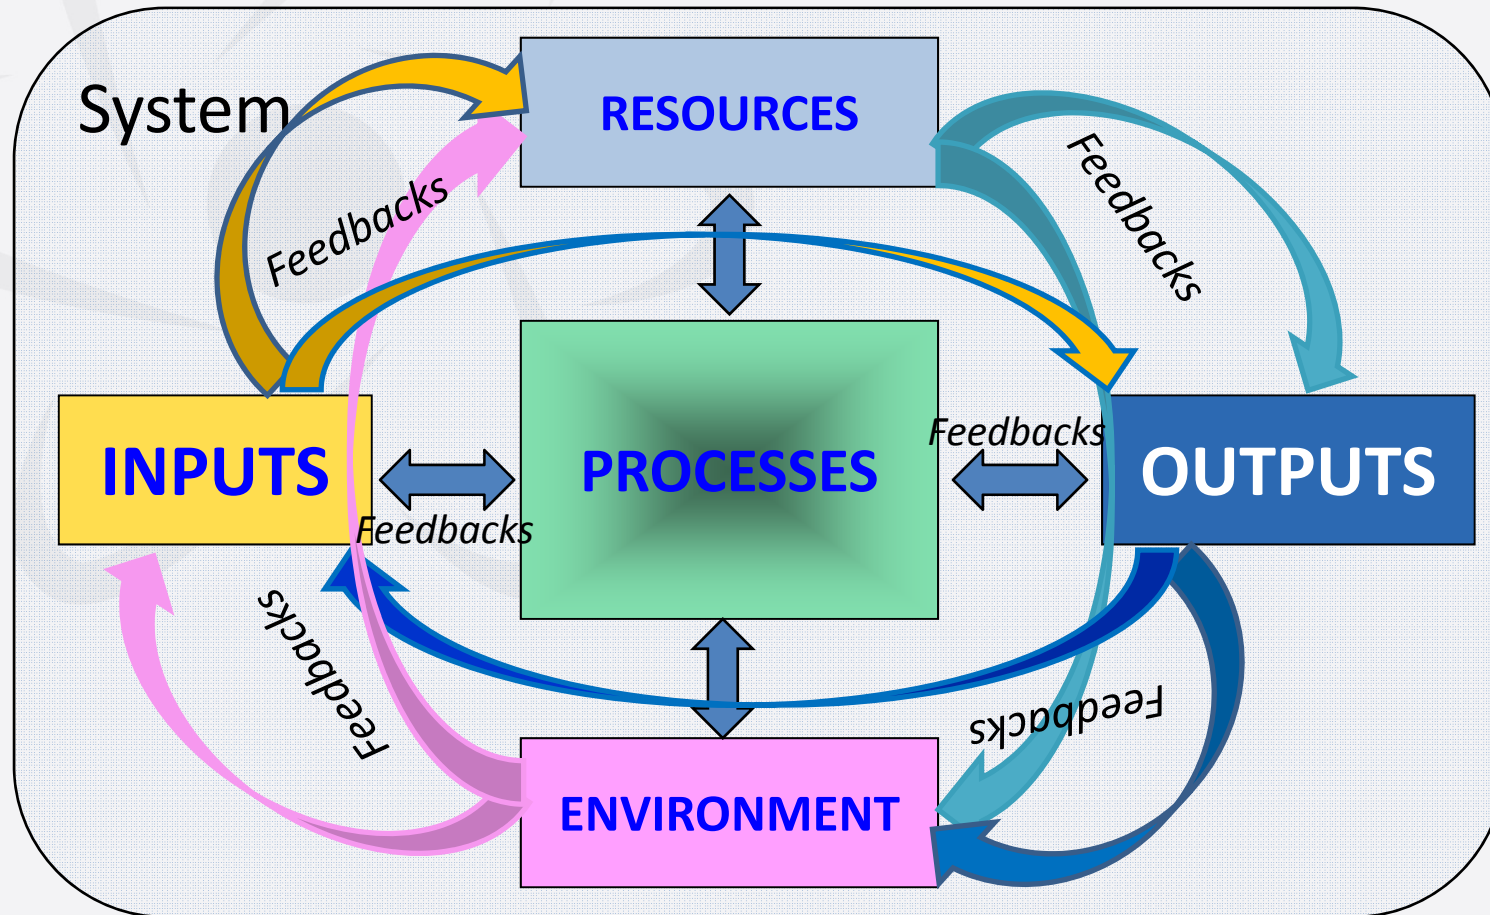 System
RESOURCES
Feedbacks
Feedbacks
INPUTS
Feedbacks
PROCESSES
Feedbacks
OUTPUTS
Feedbacks
Feedbacks
ENVIRONMENT